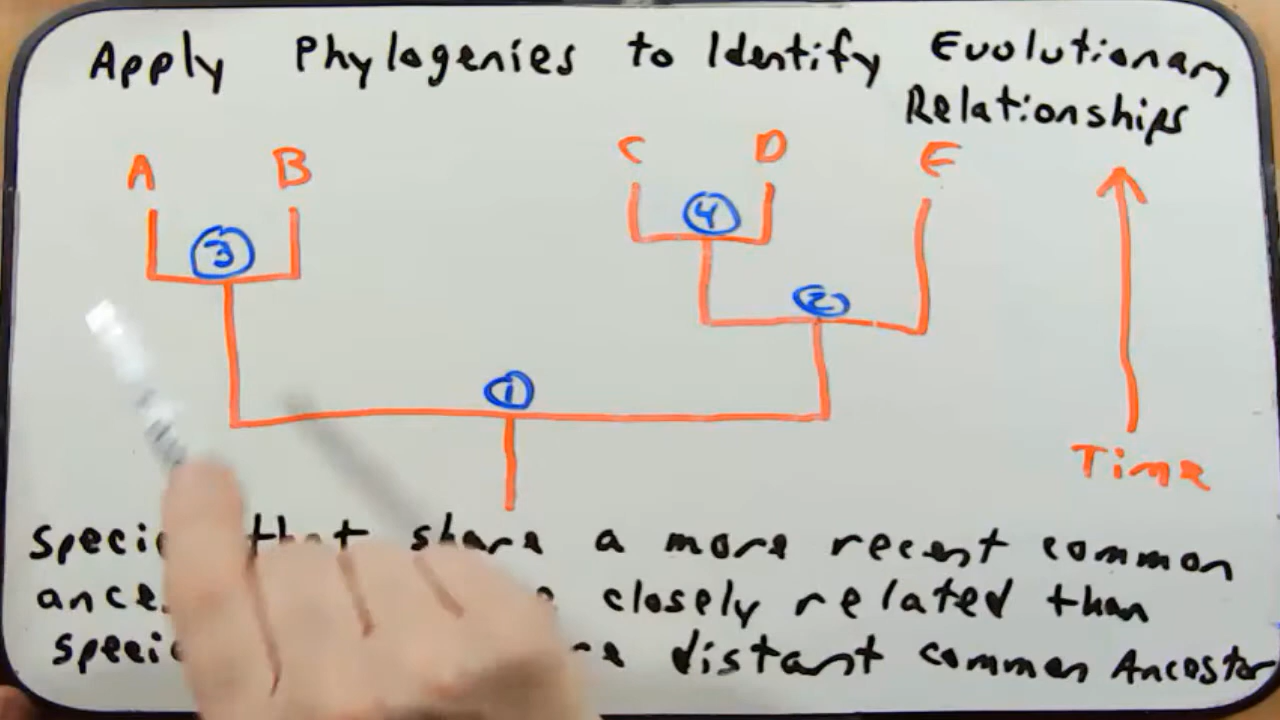 Apply Phylogenies to Identify Evolutionary
Relationships
A B C D E
4
3
2
1
Time
that share a more recent common
closely related than
distant common Ancestor